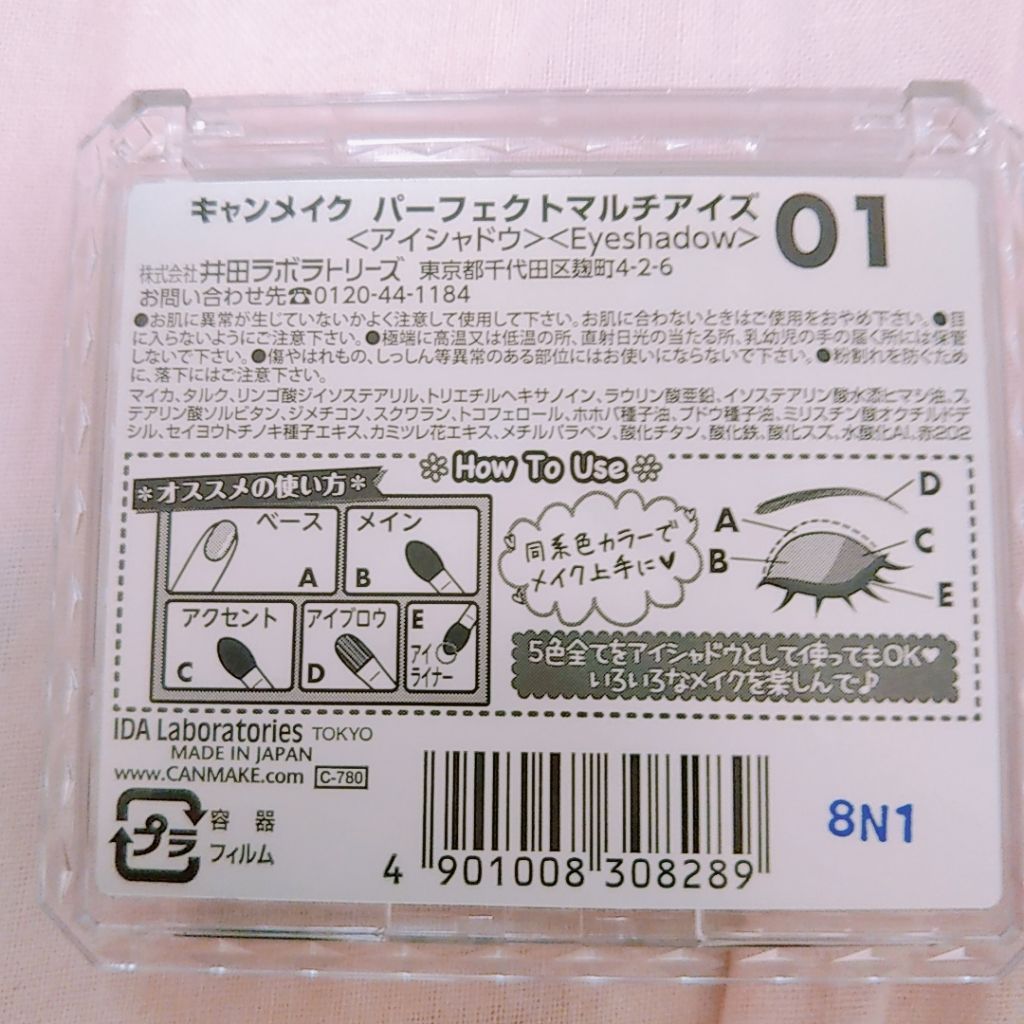 キャンメイク パーフェクトマルチアイズ 01
<アイシャドウ><Eyeshadow>
株式会社 井田ラボラトリーズ 東京都千代田区麹町4-2-6
お問い合わせ先☎0120-44-1184
●お肌に異常が生じていないかよく注意して使用して下さい。お肌に合わないときはご使用をおやめ下さい。●目
に入らないようにご注意下さい。●極端に高温又は低温の所、直射日光の当たる所、乳幼児の手の届く所には保管
しないで下さい。●傷やはれもの、しっしん等異常のある部位にはお使いにならないで下さい。●粉割れを防ぐため
に、落下にはご注意下さい。
マイカ、タルク、リンゴ酸ジイソステアリル、トリエチルヘキサノイン、ラウリン酸亜鉛、イソステアリン酸水添ヒマシ油、ス
テアリン酸ソルビタン、ジメチコン、スクワラン、トコフェロール、ホホバ種子油、ブドウ種子油、ミリスチン酸オクチルドデ
シル、セイヨウトチノキ種子エキス、カミツレ花エキス、メチルパラベン、酸化チタン、酸化鉄、酸化スズ、水酸化Al、赤202
How To Use
*オススメの使い方*
ベース
A
メイン
B
アクセント
C
アイブロウ
D
E
アイ
ライナー
同系色カラーで
メイク上手に♥
A
B
D
C
E
5色全てをアイシャドウとして使ってもOK♥
いろいろなメイクを楽しんで♪
IDA Laboratories TOKYO
MADE IN JAPAN
www.CANMAKE.com C-780
プラ
容 器
フィルム
4 901008 308289
8N1